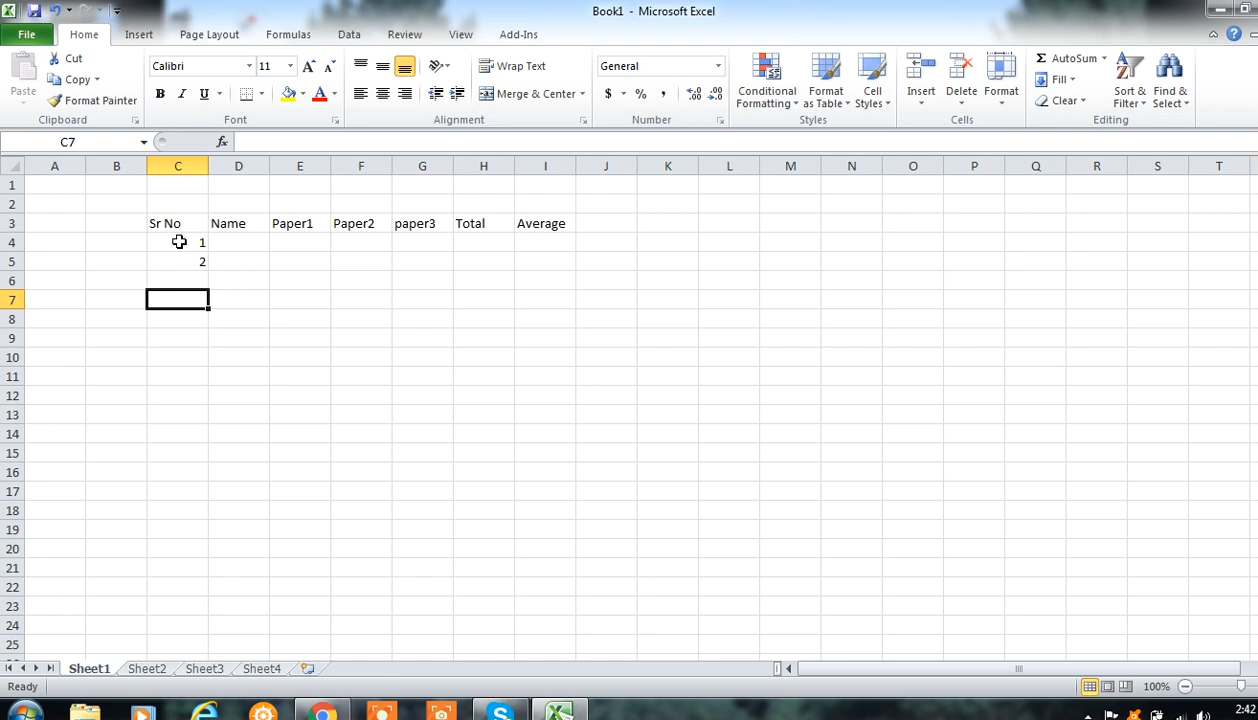 Book1 - Microsoft Excel
File Home Insert Page Layout Formulas Data Review View Add-Ins
Paste
Cut
Copy
Format Painter
Clipboard
Calibri 11
B I U A
Font
Wrap Text
Merge & Center
Alignment
General
$ % ,
Number
Conditional Formatting
Format as Table
Cell Styles
Styles
Insert
Delete
Format
Cells
Σ AutoSum
Fill
Clear
Sort & Filter
Find & Select
Editing
C7 fx
A B C D E F G H I J K L M N O P Q R S T
1
2
3 Sr No Name Paper1 Paper2 paper3 Total Average
4 1
5 2
6
7
8
9
10
11
12
13
14
15
16
17
18
19
20
21
22
23
24
25
Sheet1 Sheet2 Sheet3 Sheet4
Ready 100%
2:42